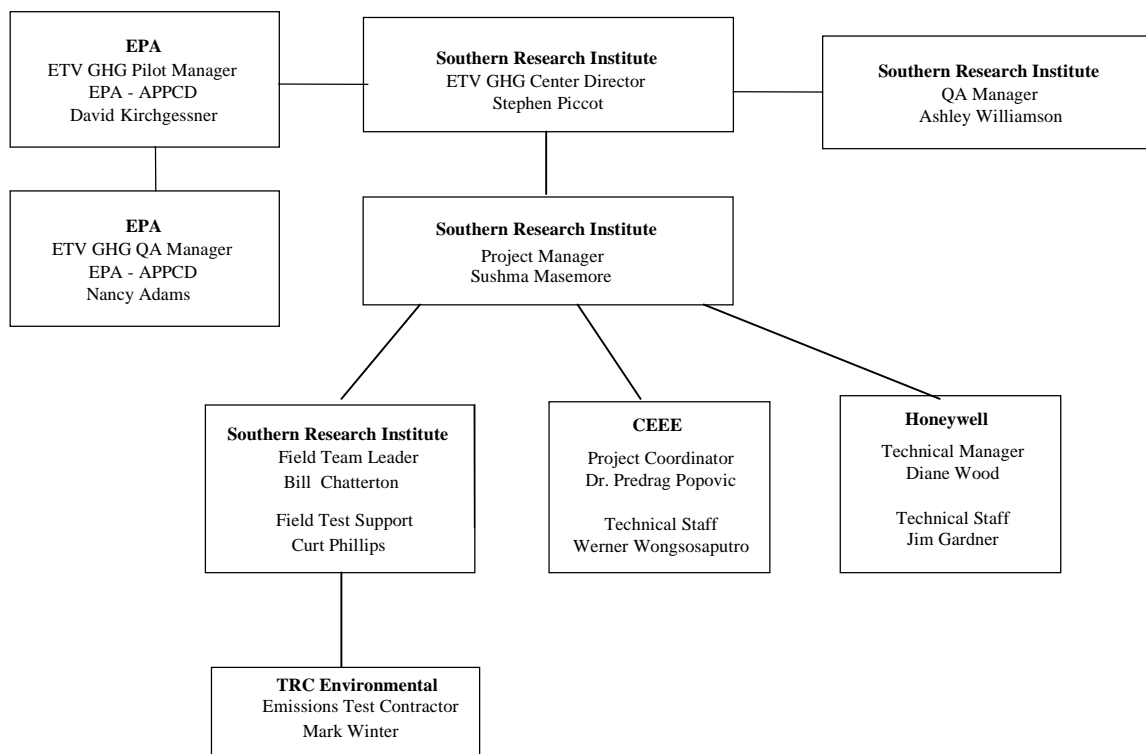 EPA
ETV GHG Pilot Manager
EPA - APPCD
David Kirchgessner
Southern Research Institute
ETV GHG Center Director
Stephen Piccot
Southern Research Institute
QA Manager
Ashley Williamson
EPA
ETV GHG QA Manager
EPA - APPCD
Nancy Adams
Southern Research Institute
Project Manager
Sushma Masemore
Southern Research Institute
Field Team Leader
Bill Chatterton
Field Test Support
Curt Phillips
CEEE
Project Coordinator
Dr. Predrag Popovic
Technical Staff
Werner Wongsosaputro
Honeywell
Technical Manager
Diane Wood
Technical Staff
Jim Gardner
TRC Environmental
Emissions Test Contractor
Mark Winter